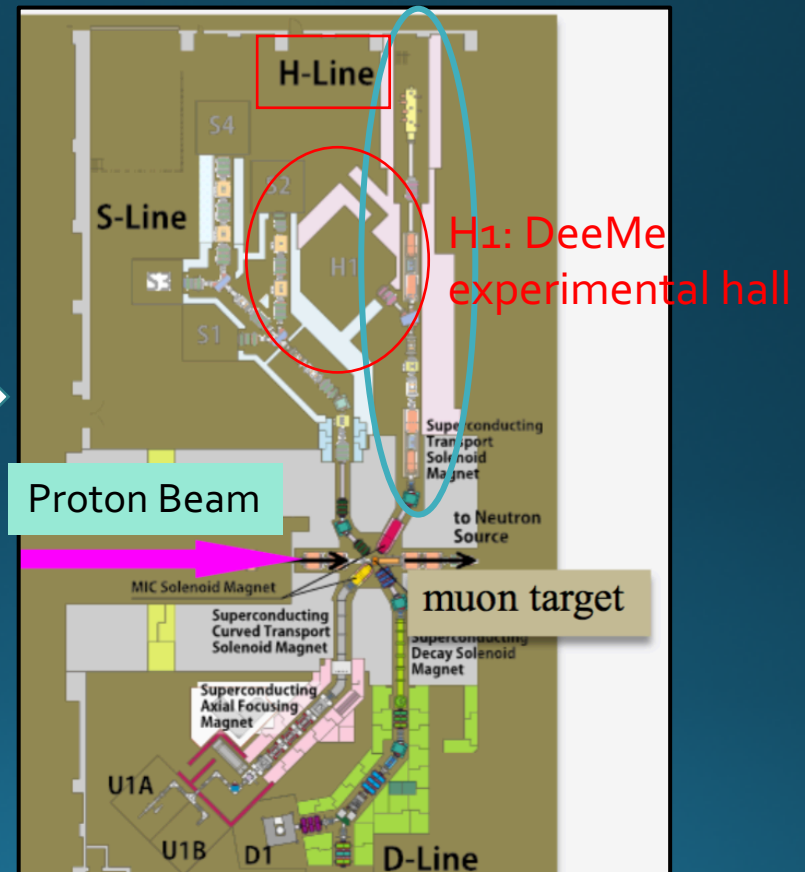 H-Line
S4
S2
S-Line
S3
H1
H1: DeeMe
experimental hall
S1
Superconducting
Transport
Solenoid
Magnet
Proton Beam
to Neutron
Source
MIC Solenoid Magnet
muon target
Superconducting
Curved Transport
Solenoid Magnet
Superconducting
Decay Solenoid
Magnet
Superconducting
Axial Focusing
Magnet
U1A
U1B
D1
D-Line